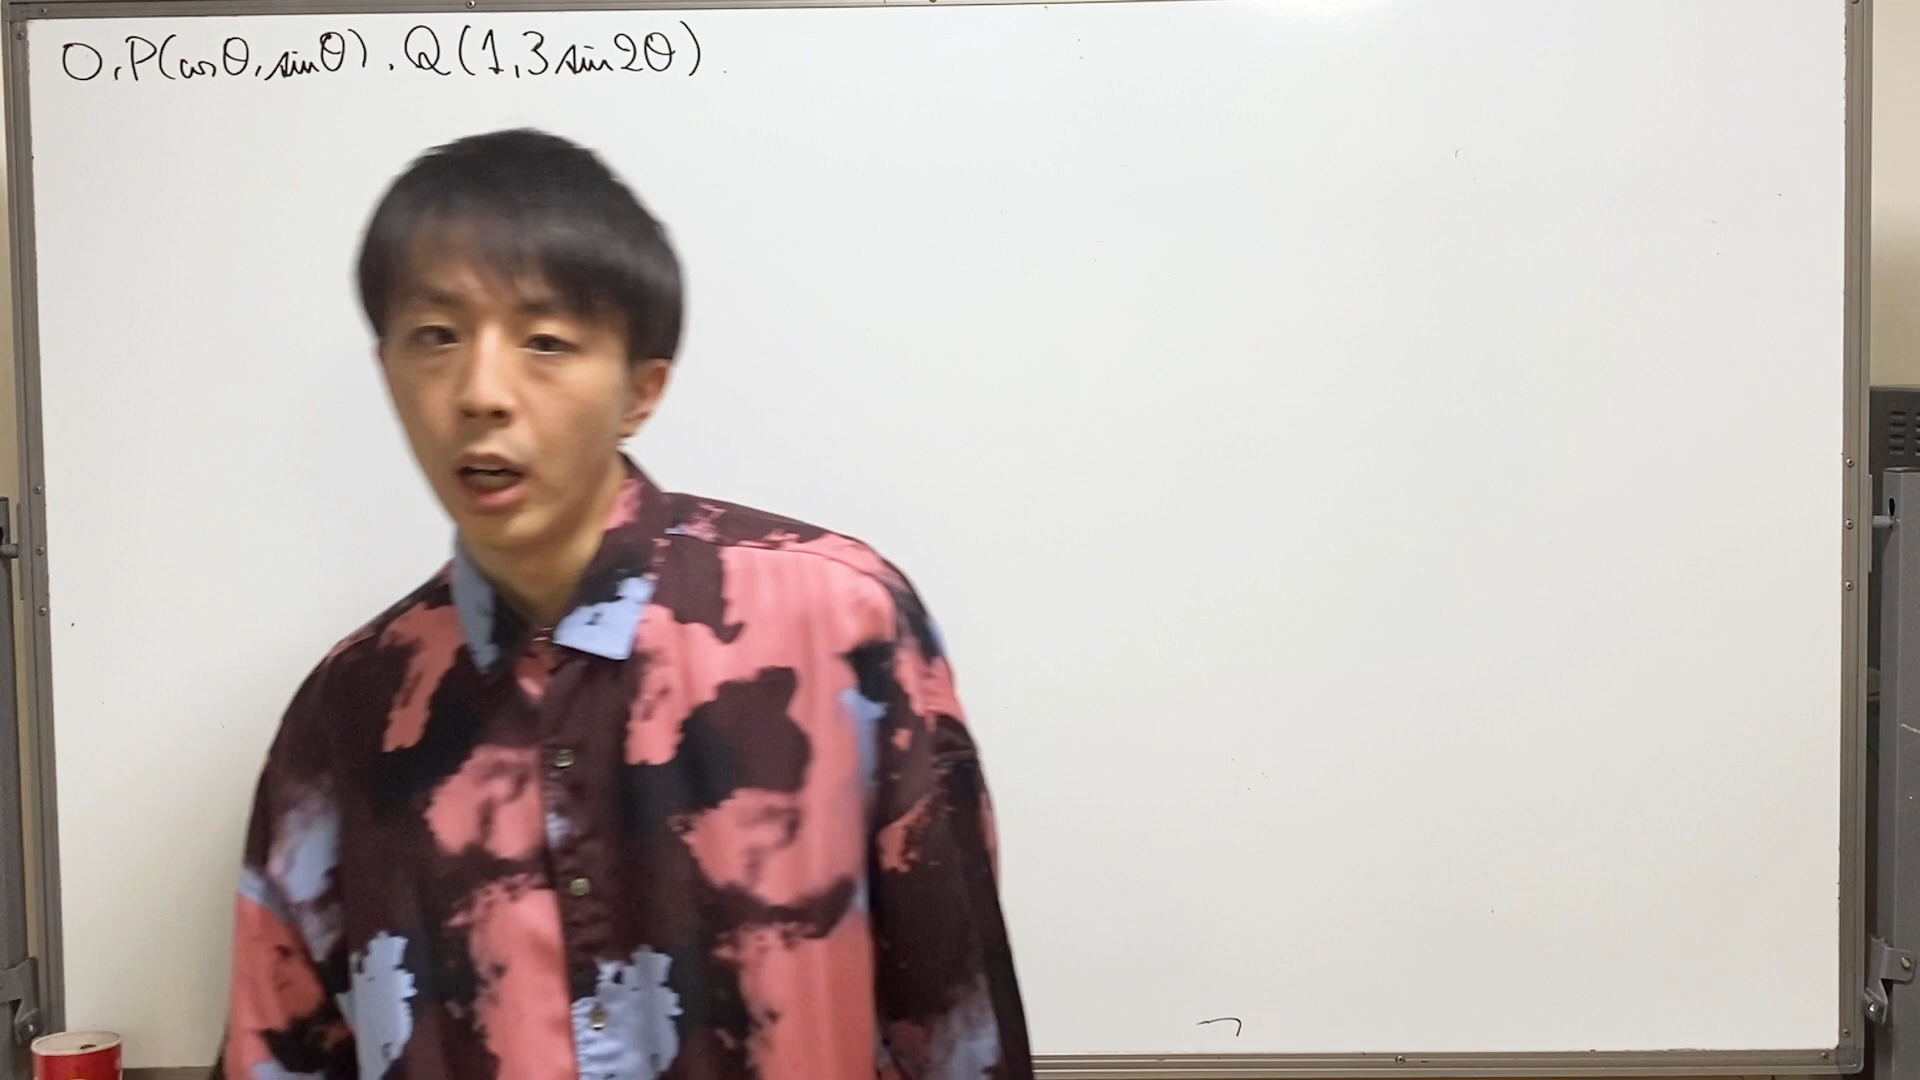 O, P(cosθ, sinθ), Q(1, 3sin2θ)